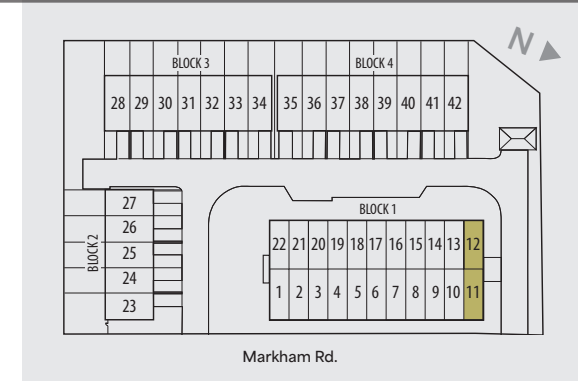 N
BLOCK 3 BLOCK 4
28 29 30 31 32 33 34 35 36 37 38 39 40 41 42
BLOCK 2
27
26
25
24
23
BLOCK 1
22 21 20 19 18 17 16 15 14 13 12
1 2 3 4 5 6 7 8 9 10 11
Markham Rd.